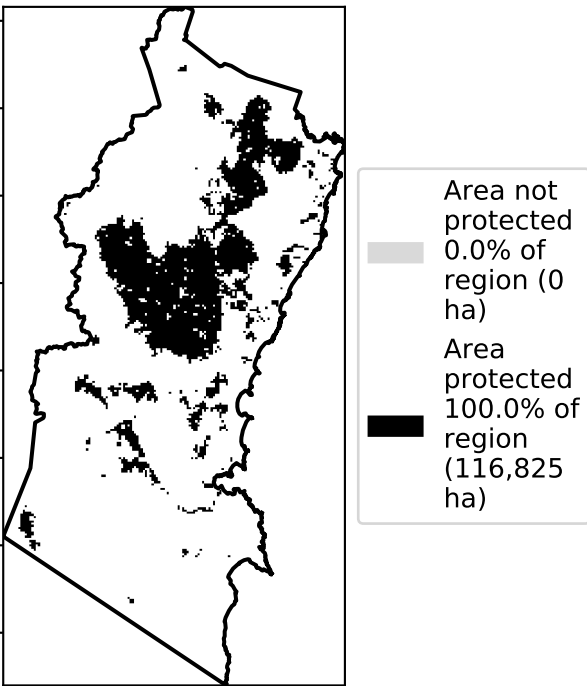 Area not
protected
0.0% of
region (0
ha)
Area
protected
100.0% of
region
(116,825
ha)